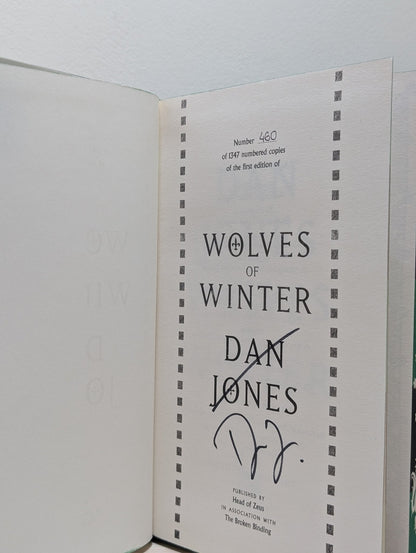 Number 460
of 1347 numbered copies
of the first edition of
WOLVES
OF
WINTER
DAN
JONES
D. J.
PUBLISHED BY
Head of Zeus
IN ASSOCIATION WITH
The Broken Binding